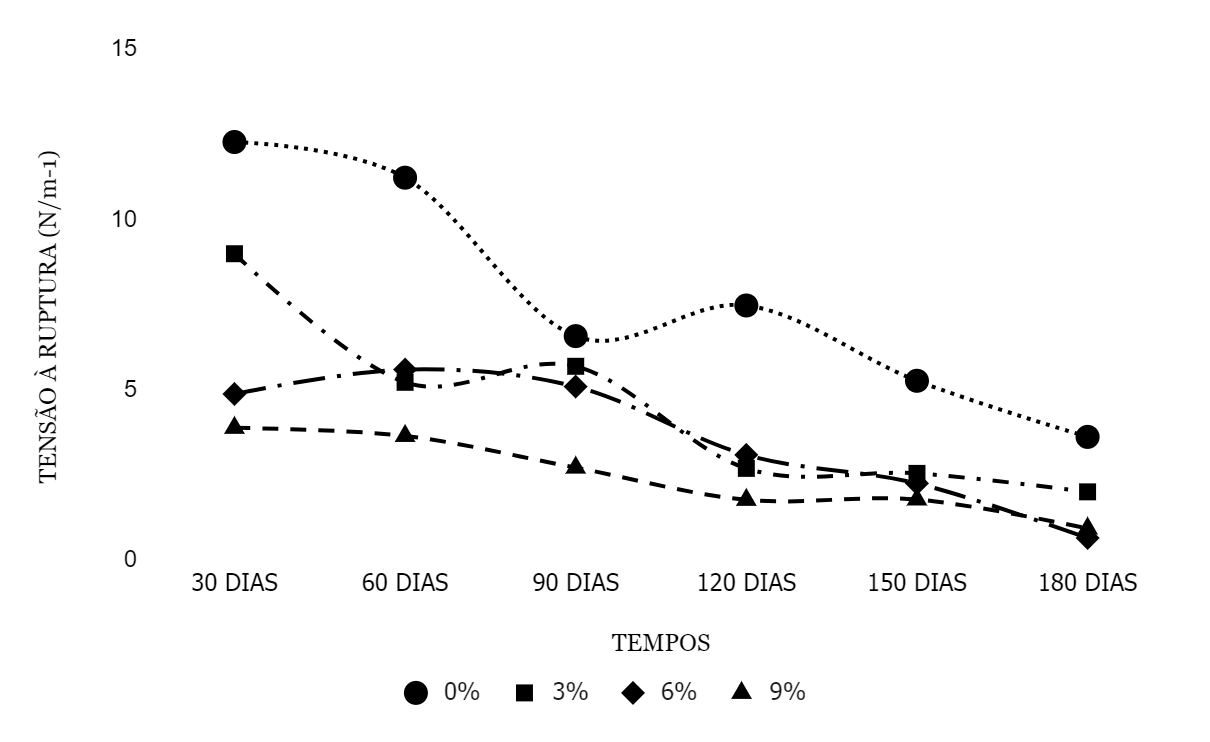 15
10
5
0
TENSÃO À RUPTURA (N/m-1)
30 DIAS 60 DIAS 90 DIAS 120 DIAS 150 DIAS 180 DIAS
TEMPOS
0% 3% 6% 9%